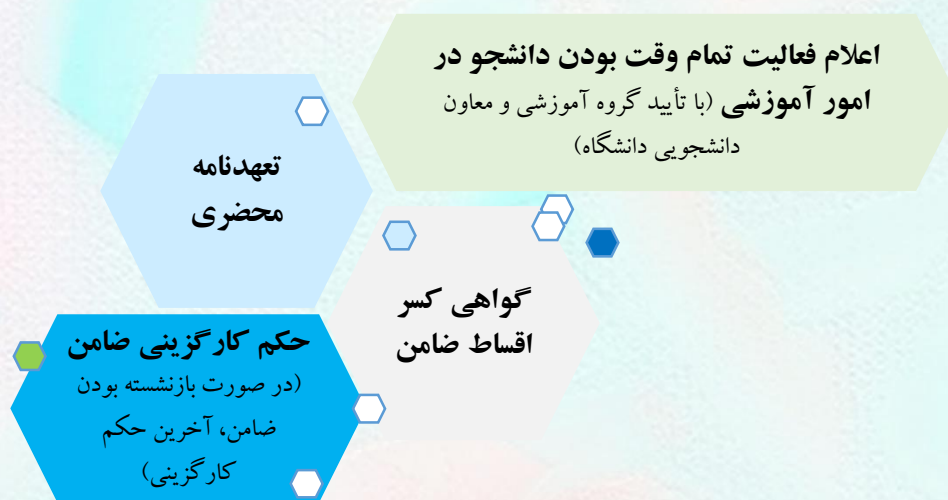 اعلام فعالیت تمام وقت بودن دانشجو در
امور آموزشی (با تأیید گروه آموزشی و معاون
دانشجویی دانشگاه)
تعهدنامه
محضری
گواهی کسر
اقساط ضامن
حکم کارگزینی ضامن
(در صورت بازنشسته بودن
ضامن، آخرین حکم
کارگزینی)